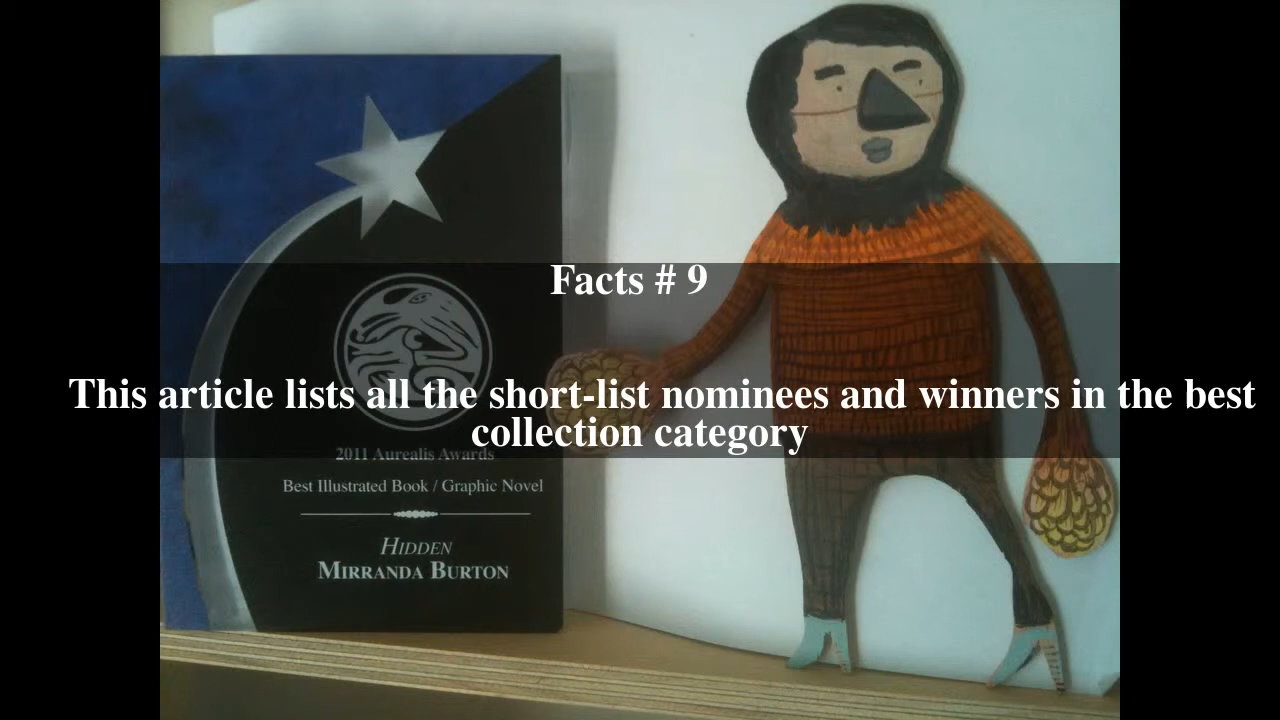 Facts # 9
This article lists all the short-list nominees and winners in the best
collection category
2011 Aurealis Awards
Best Illustrated Book / Graphic Novel
Hidden
Mirranda Burton